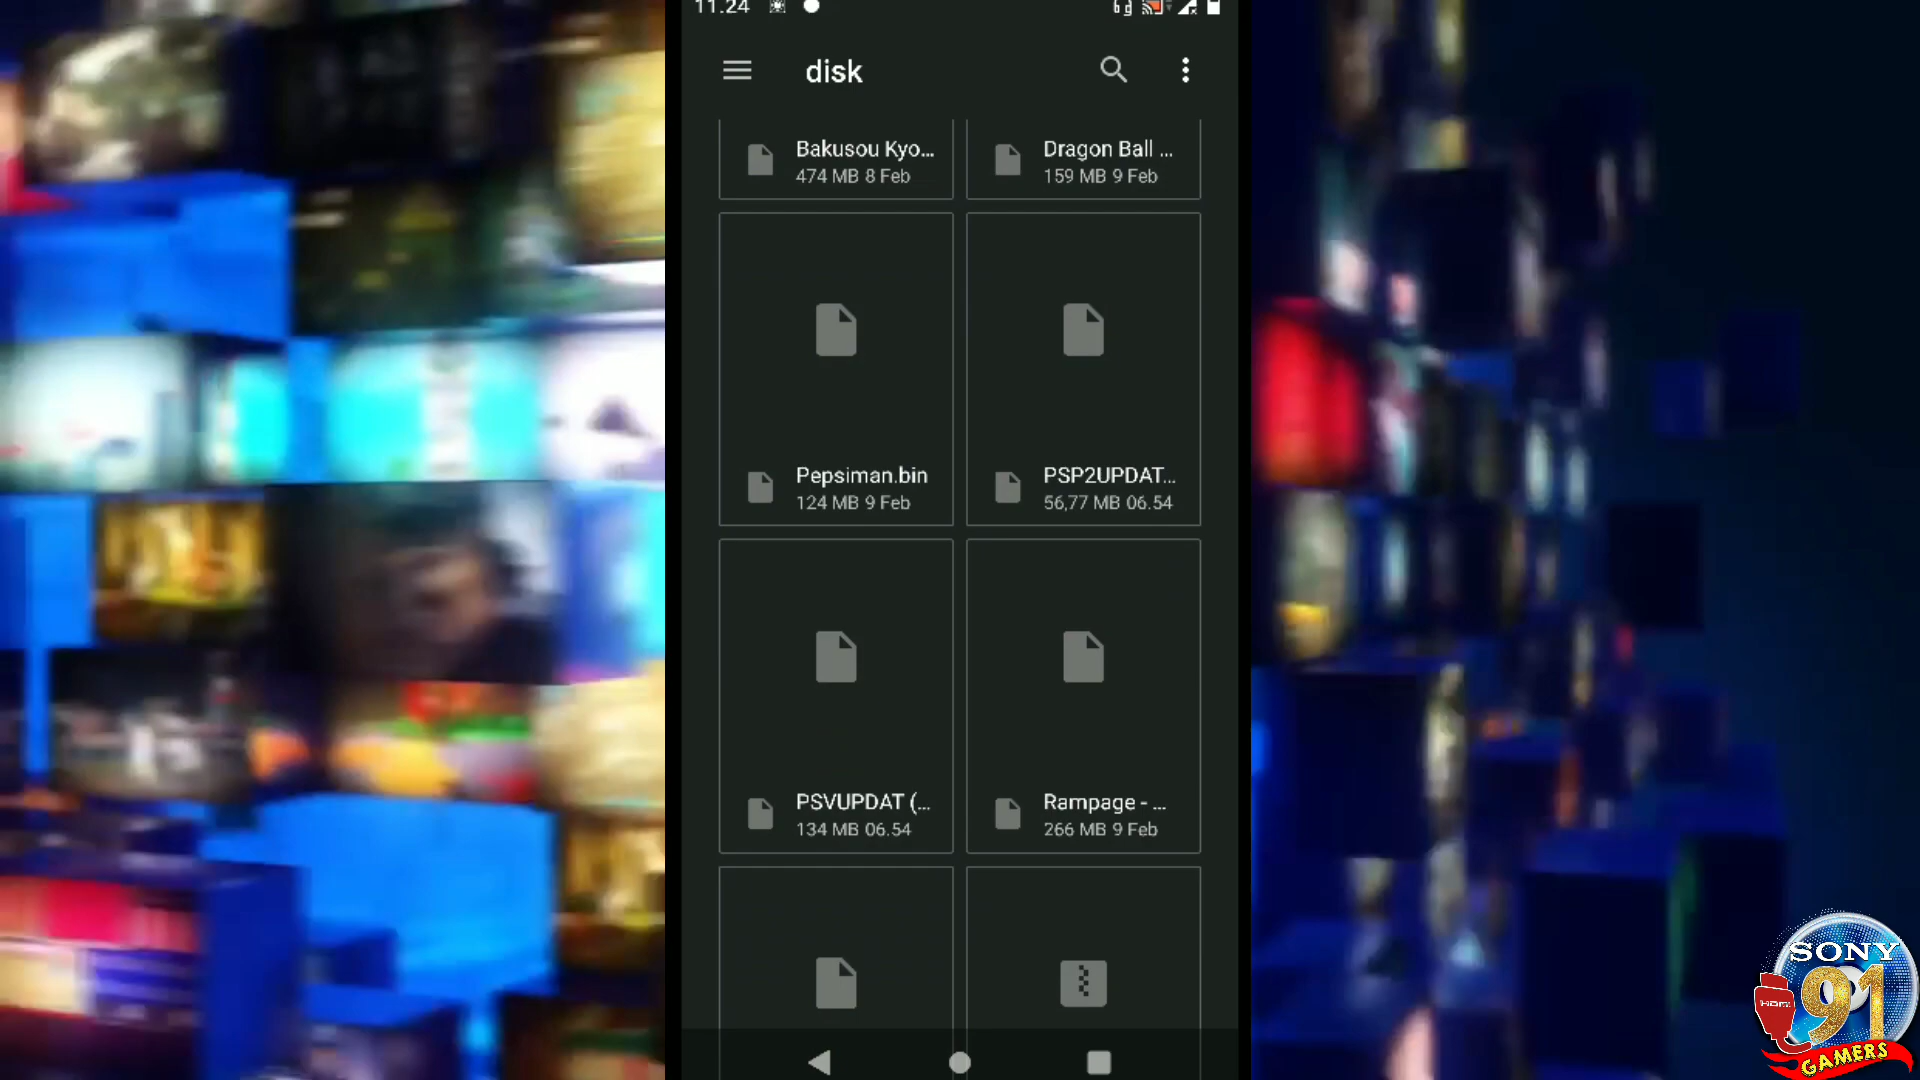 11.24
disk
Bakusou Kyo...
474 MB 8 Feb
Dragon Ball ...
159 MB 9 Feb
Pepsiman.bin
124 MB 9 Feb
PSP2UPDAT...
56,77 MB 06.54
PSVUPDAT (...
134 MB 06.54
Rampage - ...
266 MB 9 Feb
SONY
HDMI
91
GAMERS